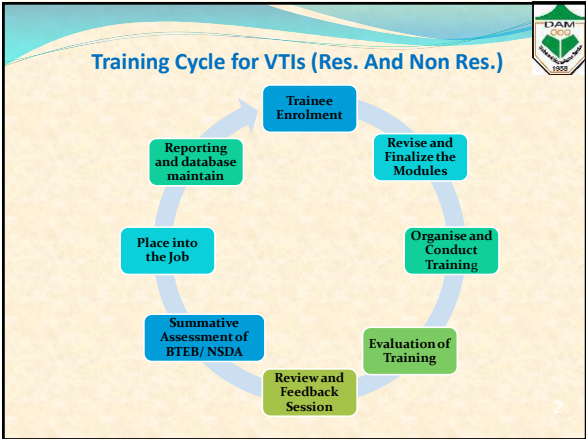 DAM
1958
Training Cycle for VTIs (Res. And Non Res.)
Trainee
Enrolment
Revise and
Finalize the
Modules
Organise and
Conduct
Training
Evaluation of
Training
Review and
Feedback
Session
Summative
Assessment of
BTEB/ NSDA
Place into
the Job
Reporting
and database
maintain
2